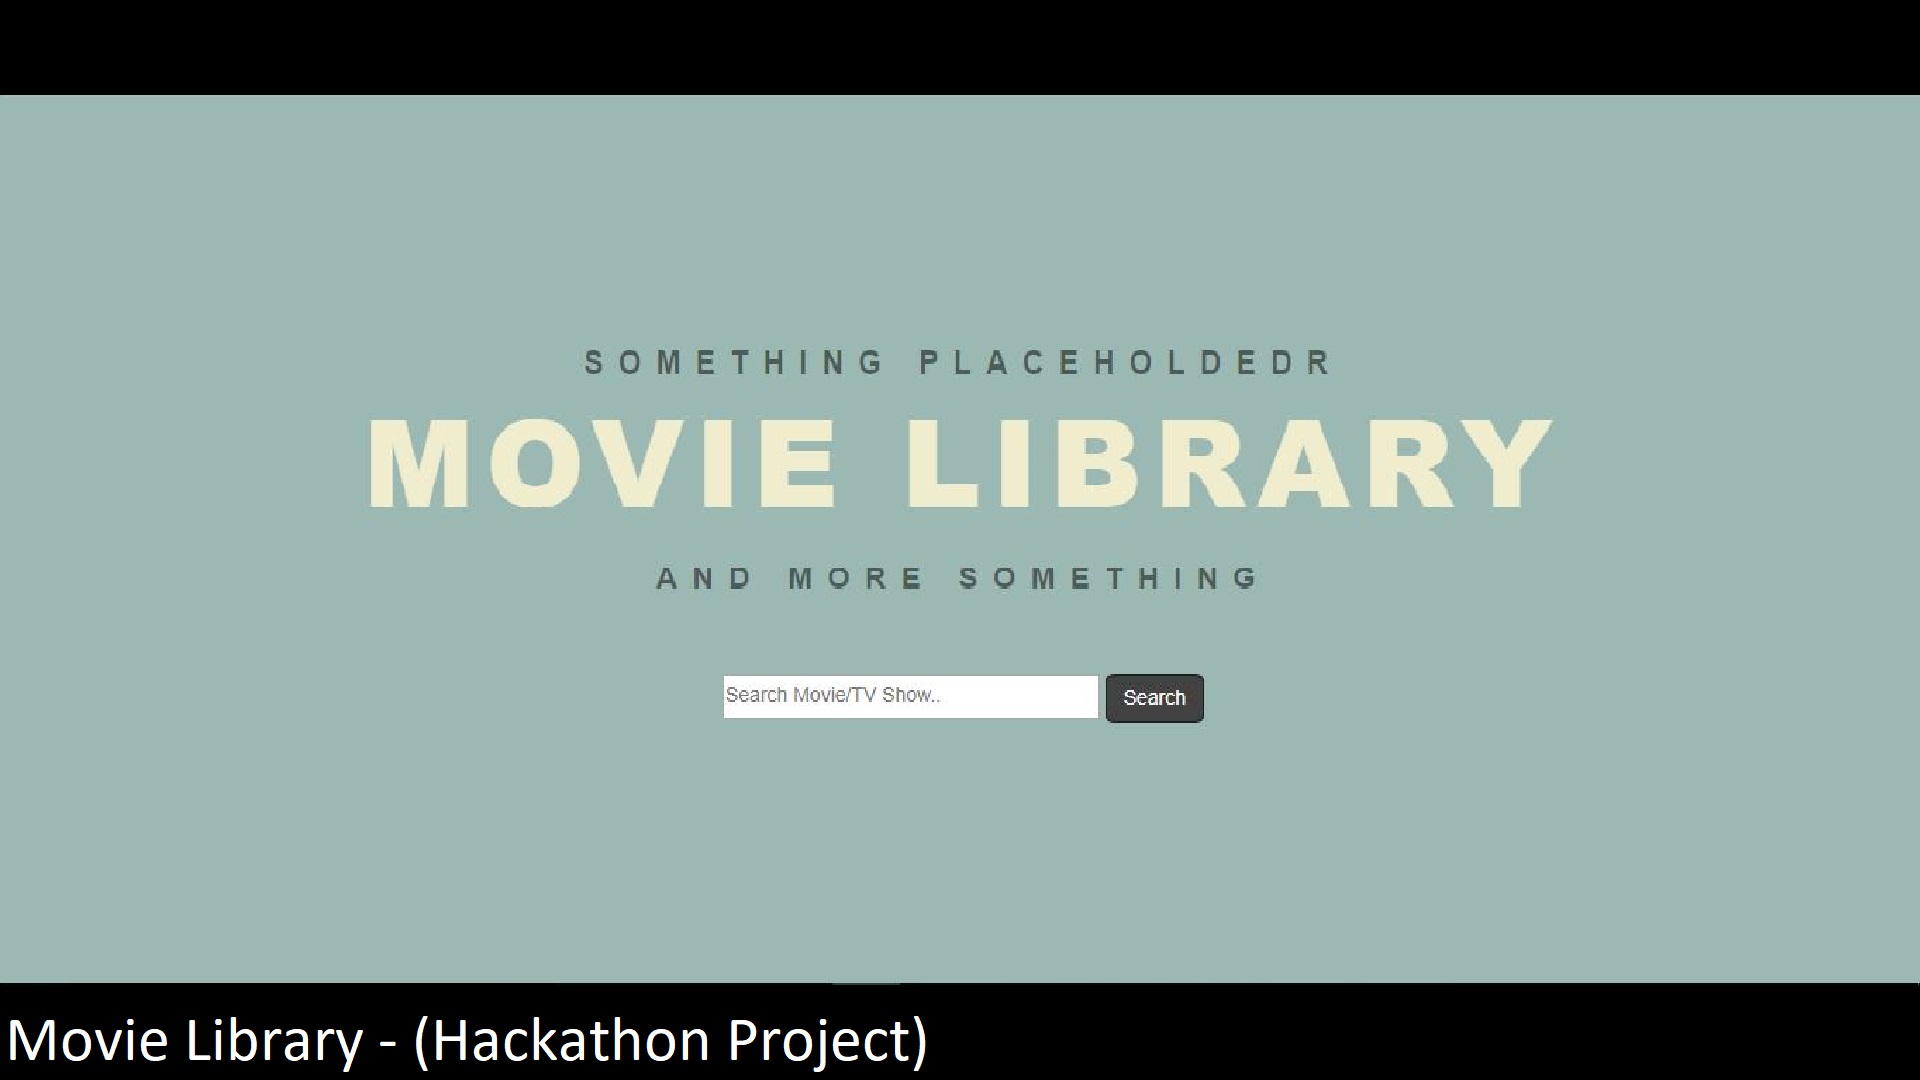 SOMETHING PLACEHOLDEDR
MOVIE LIBRARY
AND MORE SOMETHING
Search Movie/TV Show..
Search
Movie Library - (Hackathon Project)